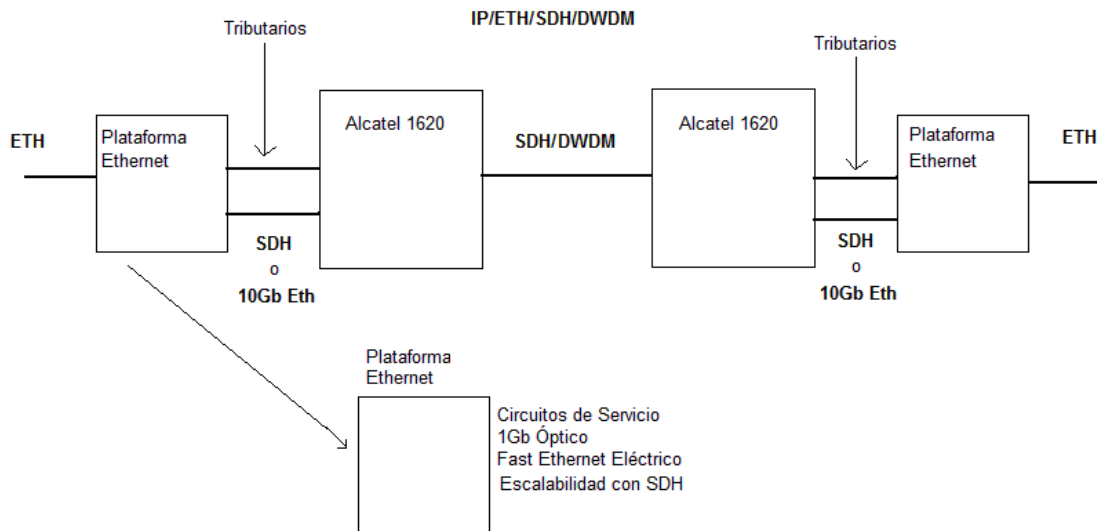 IP/ETH/SDH/DWDM
Tributarios
Tributarios
ETH
Plataforma
Ethernet
Alcatel 1620
SDH/DWDM
Alcatel 1620
Plataforma
Ethernet
ETH
SDH
o
10Gb Eth
SDH
o
10Gb Eth
Plataforma
Ethernet
Circuitos de Servicio
1Gb Óptico
Fast Ethernet Eléctrico
Escalabilidad con SDH